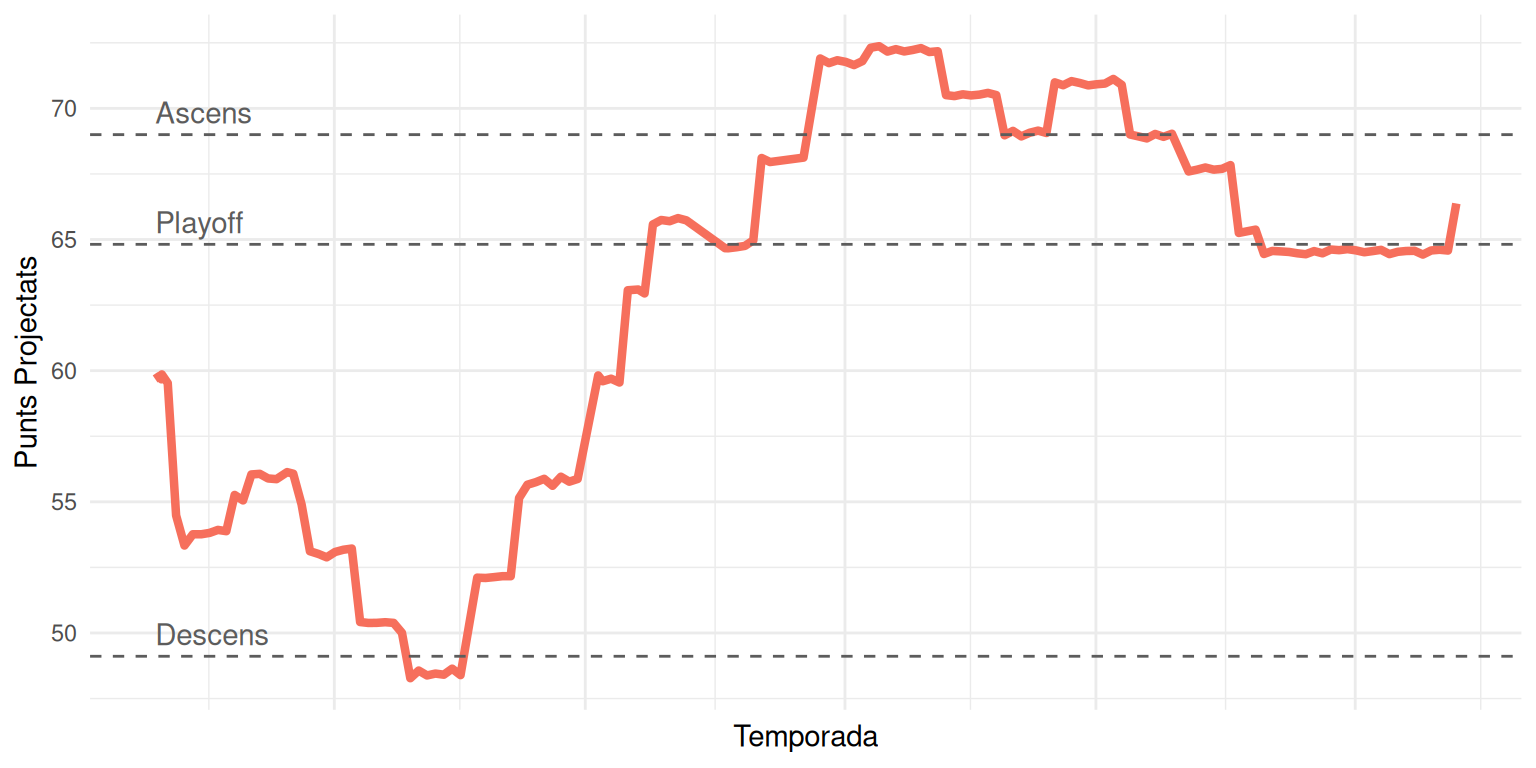 70
Ascens
65
Playoff
60
55
50
Descens
Punts Projectats
Temporada